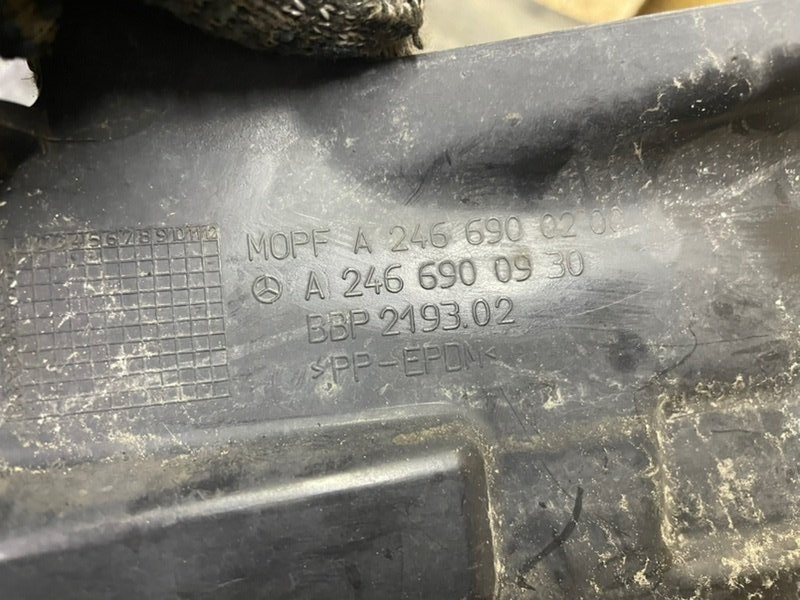 MOPF A 246 690 02 00
A 246 690 09 30
BBP 2193.02
>PP-EPDM<